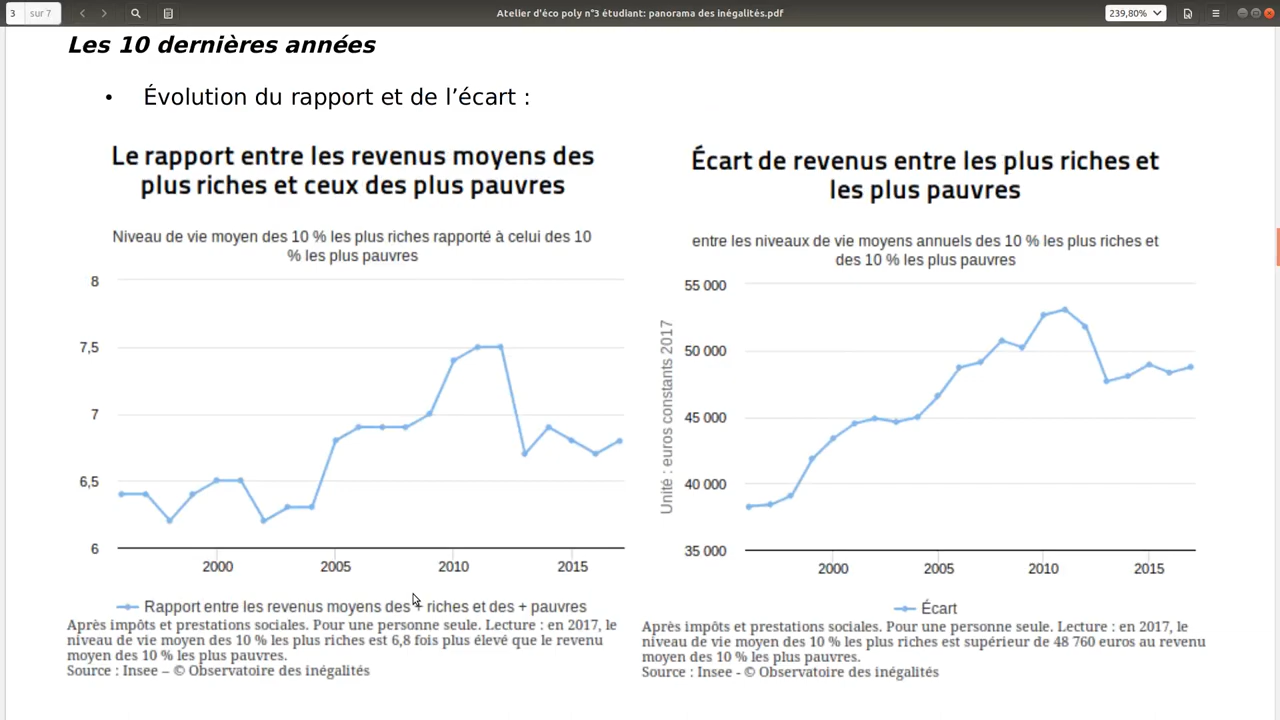 3 sur 7
Atelier d'éco poly n°3 étudiant: panorama des inégalités.pdf
239,80%
Les 10 dernières années
• Évolution du rapport et de l’écart :
Le rapport entre les revenus moyens des
plus riches et ceux des plus pauvres
Niveau de vie moyen des 10 % les plus riches rapporté à celui des 10
% les plus pauvres
8
7,5
7
6,5
6
2000 2005 2010 2015
Rapport entre les revenus moyens des + riches et des + pauvres
Après impôts et prestations sociales. Pour une personne seule. Lecture : en 2017, le
niveau de vie moyen des 10 % les plus riches est 6,8 fois plus élevé que le revenu
moyen des 10 % les plus pauvres.
Source : Insee – © Observatoire des inégalités
Écart de revenus entre les plus riches et
les plus pauvres
entre les niveaux de vie moyens annuels des 10 % les plus riches et
des 10 % les plus pauvres
Unité : euros constants 2017
55 000
50 000
45 000
40 000
35 000
2000 2005 2010 2015
Écart
Après impôts et prestations sociales. Pour une personne seule. Lecture : en 2017, le
niveau de vie moyen des 10 % les plus riches est supérieur de 48 760 euros au revenu
moyen des 10 % les plus pauvres.
Source : Insee - © Observatoire des inégalités